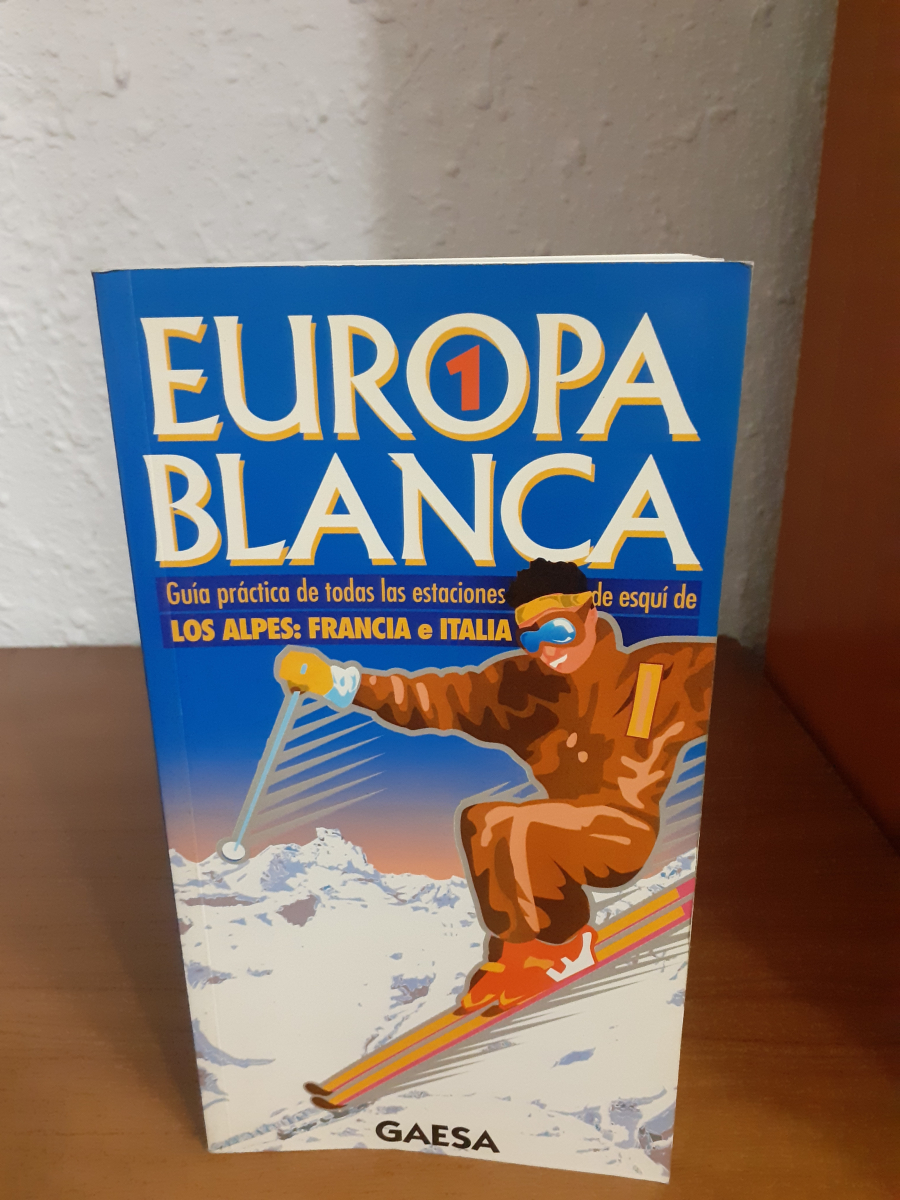 EUROPA
1
BLANCA
Guía práctica de todas las estaciones de esquí de
LOS ALPES: FRANCIA e ITALIA
GAESA